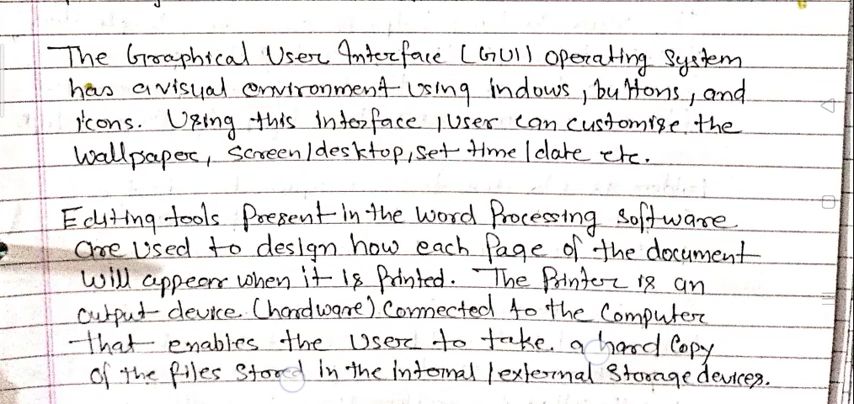 The Graphical User Interface (GUI) operating system
has a visual environment using indows, buttons, and
icons. Using this interface, user can customize the
wallpaper, screen/desktop, set time/date etc.
Editing tools Present in the word Processing software
are used to design how each Page of the document
will appear when it is Printed. The Printer is an
output device (hardware) Connected to the Computer
that enables the User to take a hard Copy
of the files stored in the internal/external storage devices.